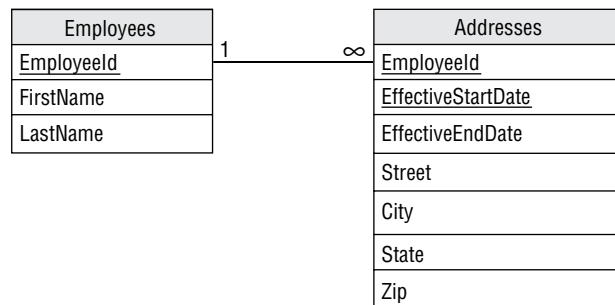 Employees
EmployeeId
FirstName
LastName
1
∞
Addresses
EmployeeId
EffectiveStartDate
EffectiveEndDate
Street
City
State
Zip